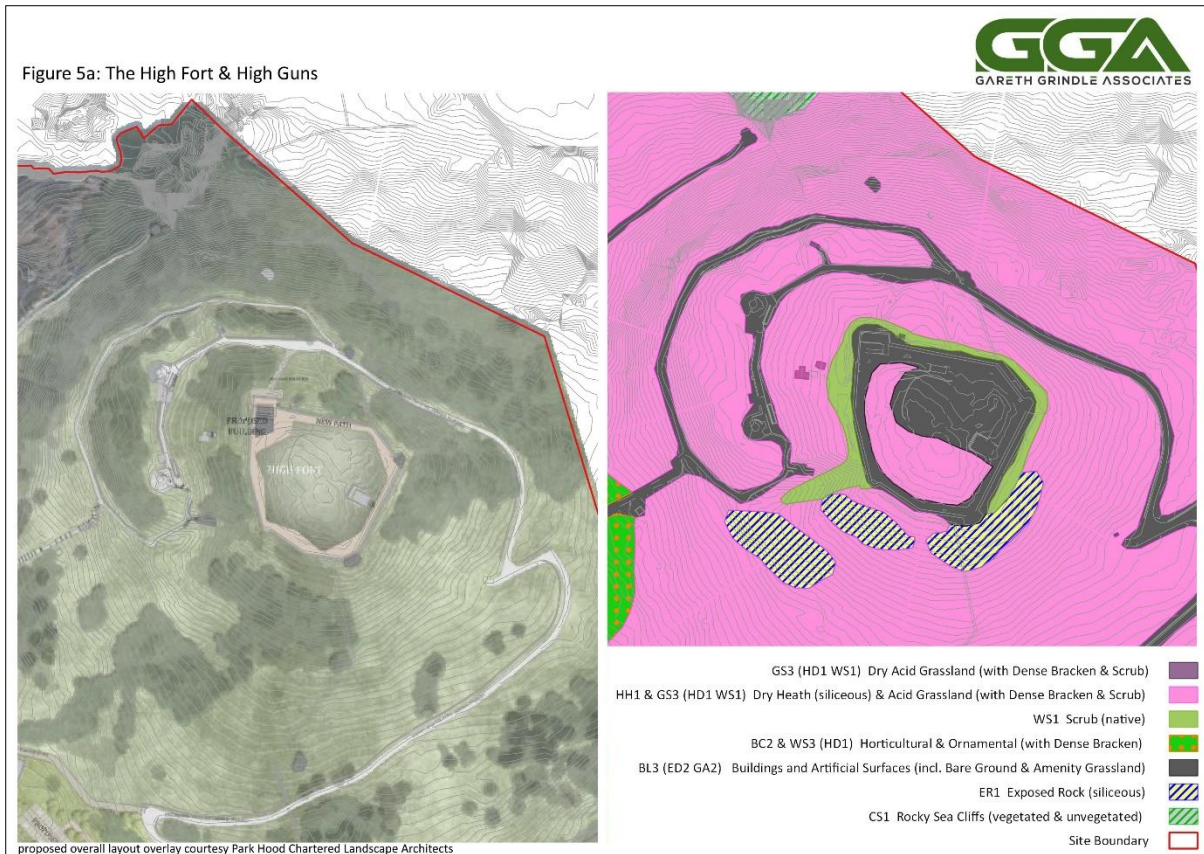 GGA
GARETH GRINDLE ASSOCIATES
Figure 5a: The High Fort & High Guns
PROPOSED
BUILDING
NEW PATH
HIGH FORT
GS3 (HD1 WS1) Dry Acid Grassland (with Dense Bracken & Scrub)
HH1 & GS3 (HD1 WS1) Dry Heath (siliceous) & Acid Grassland (with Dense Bracken & Scrub)
WS1 Scrub (native)
BC2 & WS3 (HD1) Horticultural & Ornamental (with Dense Bracken)
BL3 (ED2 GA2) Buildings and Artificial Surfaces (incl. Bare Ground & Amenity Grassland)
ER1 Exposed Rock (siliceous)
CS1 Rocky Sea Cliffs (vegetated & unvegetated)
Site Boundary
proposed overall layout overlay courtesy Park Hood Chartered Landscape Architects